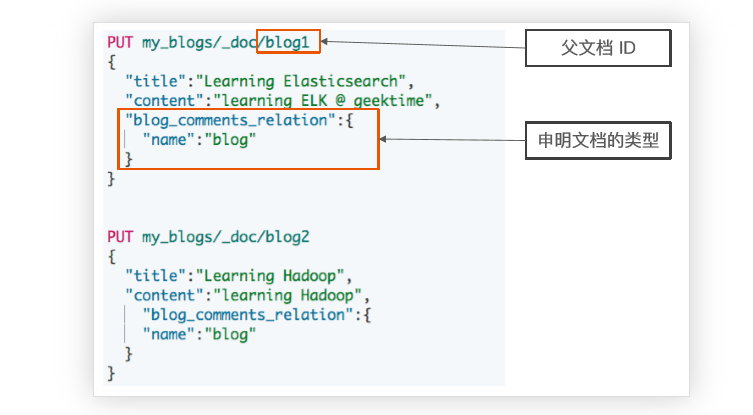 PUT my_blogs/_doc/blog1
父文档 ID
{
"title":"Learning Elasticsearch",
"content":"learning ELK @ geektime",
"blog_comments_relation":{
"name":"blog"
申明文档的类型
}
}
PUT my_blogs/_doc/blog2
{
"title":"Learning Hadoop",
"content":"learning Hadoop",
"blog_comments_relation":{
"name":"blog"
}
}